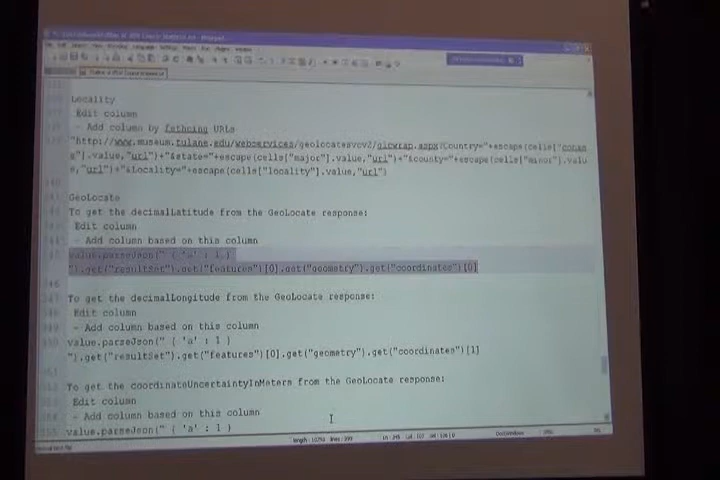 Locality
Edit column
- Add column by fetching URLs
"http://www.museum.tulane.edu/webservices/geolocatesvcv2/glcwrap.aspx?Country="+escape(cells["conam
e"].value,"url")+"&state="+escape(cells["major"].value,"url")+"&county="+escape(cells["minor"].valu
e,"url")+"&Locality="+escape(cells["locality"].value,"url")
GeoLocate
To get the decimalLatitude from the GeoLocate response:
Edit column
- Add column based on this column
value.parseJson(" { 'a' : 1 }
").get("resultSet").get("features")[0].get("geometry").get("coordinates")[0]
To get the decimalLongitude from the GeoLocate response:
Edit column
- Add column based on this column
value.parseJson(" { 'a' : 1 )
").get("resultSet").get("features")[0].get("geometry").get("coordinates")[1]
To get the coordinateUncertaintyInMeters from the GeoLocate response:
Edit column
- Add column based on this column
value.parseJson(" { 'a' : 1 )